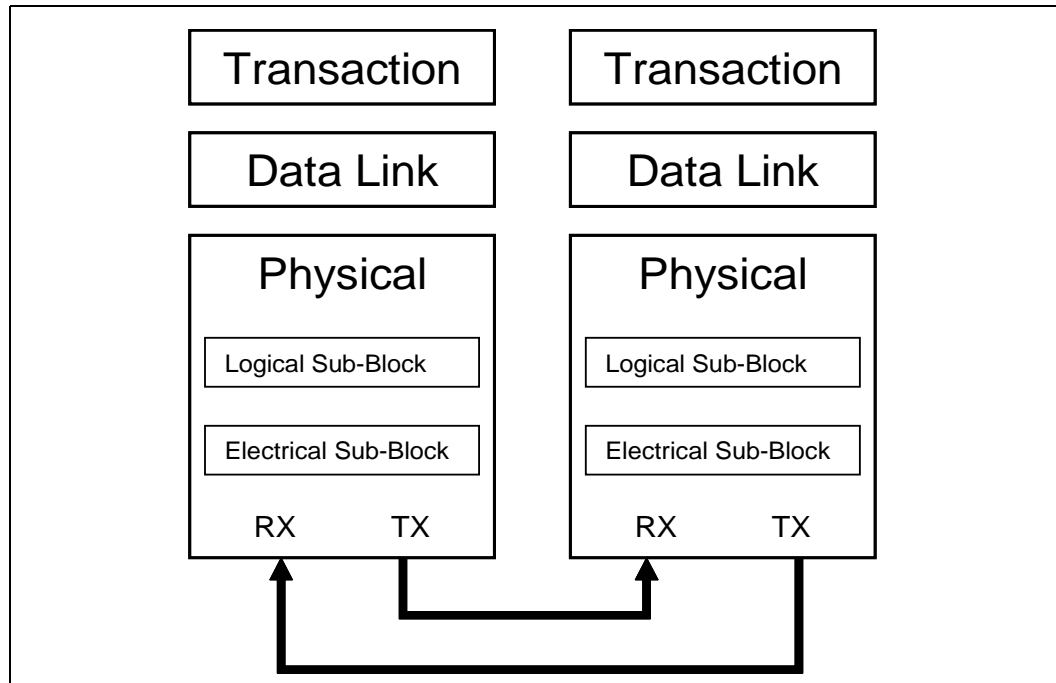 Transaction
Transaction
Data Link
Data Link
Physical
Physical
Logical Sub-Block
Logical Sub-Block
Electrical Sub-Block
Electrical Sub-Block
RX TX
RX TX